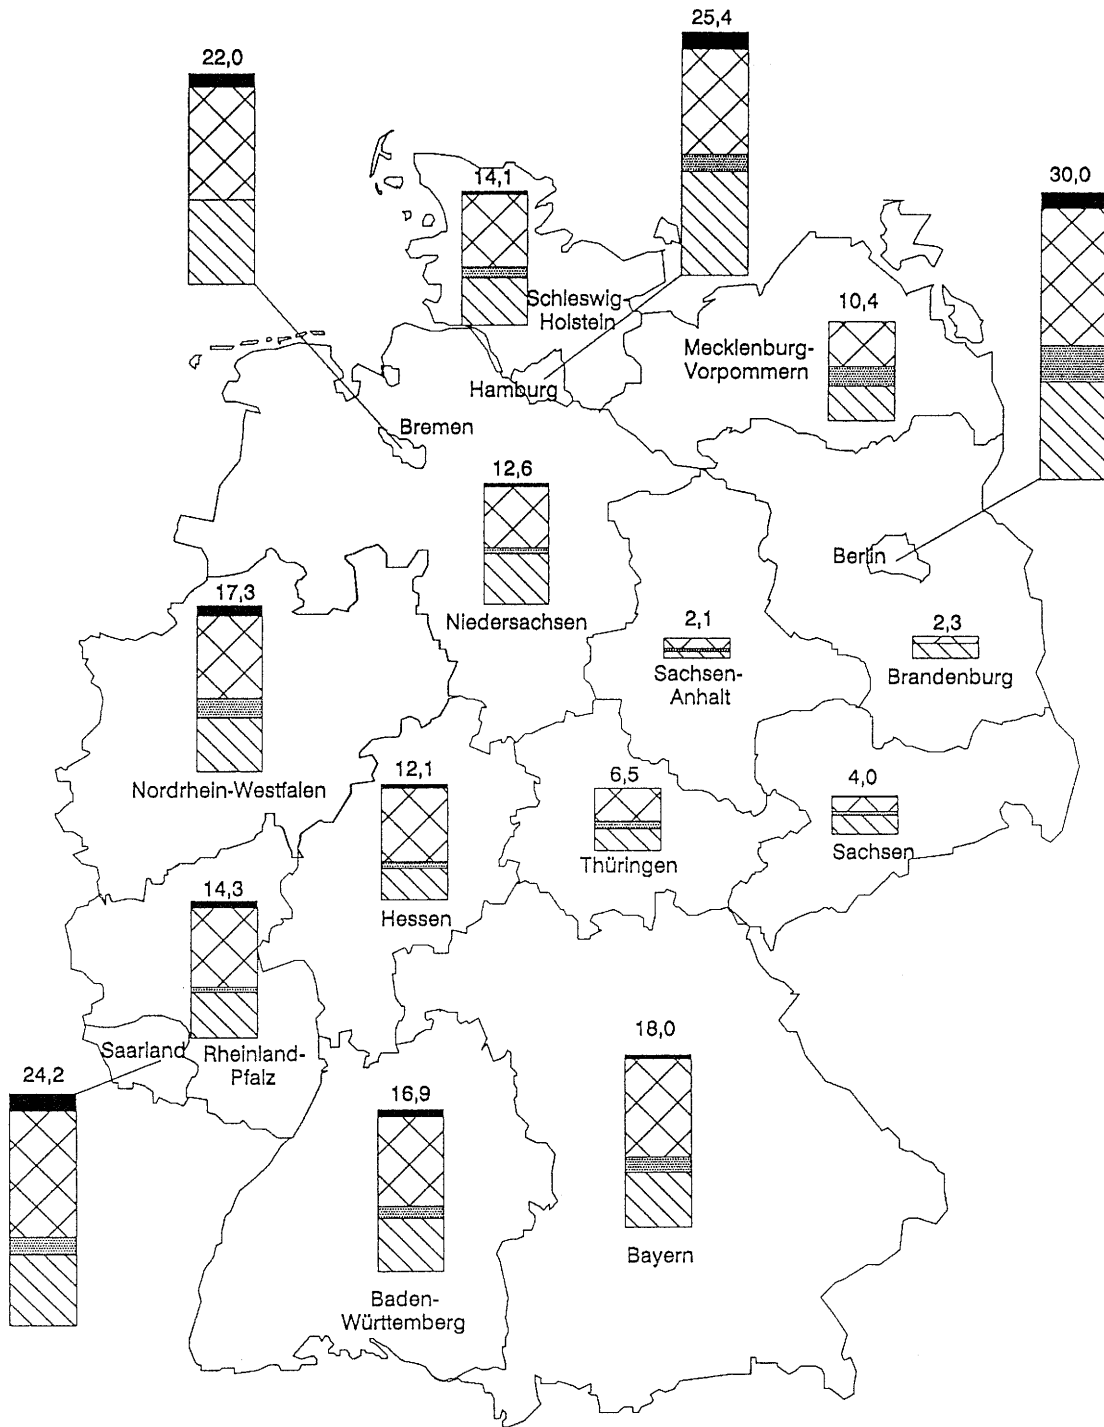 25,4
22,0
14,1
30,0
Schleswig-
Holstein
10,4
Mecklenburg-
Vorpommern
Hamburg
Bremen
12,6
Berlin
17,3
Niedersachsen
2,1
2,3
Sachsen-
Anhalt
Brandenburg
Nordrhein-Westfalen
12,1
6,5
4,0
Thüringen
Sachsen
14,3
Hessen
18,0
Saarland
Rheinland-
Pfalz
24,2
16,9
Bayern
Baden-
Württemberg